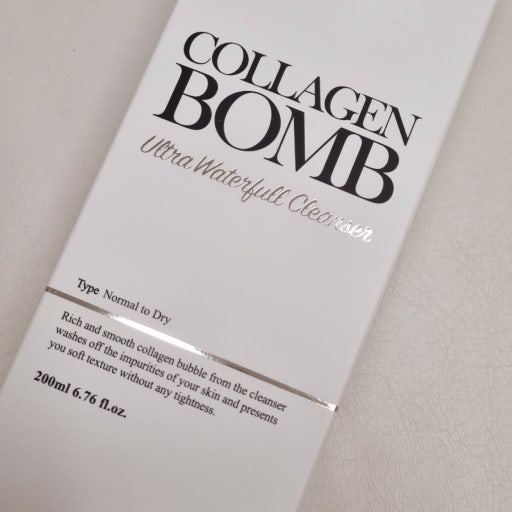 COLLAGEN
BOMB
Ultra Waterfull Cleanser
Type Normal to Dry
Rich and smooth collagen bubble from the cleanser
washes off the impurities of your skin and presents
you soft texture without any tightness.
200ml 6.76 fl.oz.